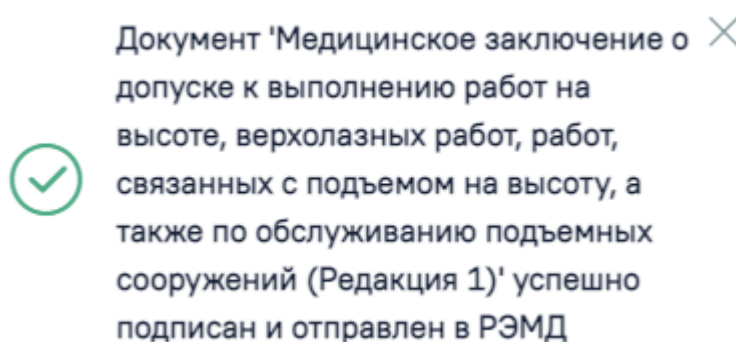 Документ 'Медицинское заключение о
допуске к выполнению работ на
высоте, верхолазных работ, работ,
связанных с подъемом на высоту, а
также по обслуживанию подъемных
сооружений (Редакция 1)' успешно
подписан и отправлен в РЭМД